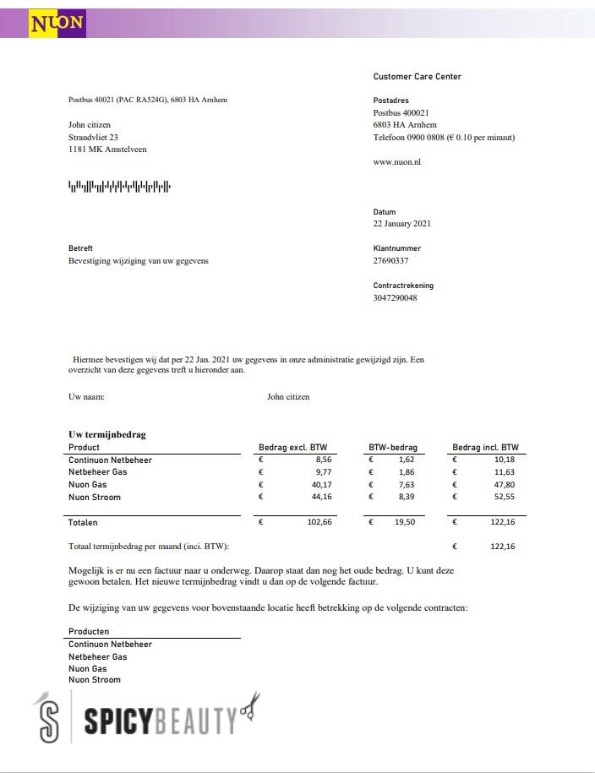 NUON
Customer Care Center
Postbus 40021 (PAC RA524G), 6803 HA Arnhem
Postadres
Postbus 400021
6803 HA Arnhem
Telefoon 0900 0808 (€ 0.10 per minuut)
www.nuon.nl
John citizen
Strandvliet 23
1181 MK Amstelveen
Datum
22 January 2021
Betreft
Bevestiging wijziging van uw gegevens
Klantnummer
27690337
Contractrekening
3047290048
Hiermee bevestigen wij dat per 22 Jan. 2021 uw gegevens in onze administratie gewijzigd zijn. Een
overzicht van deze gegevens treft u hieronder aan.
Uw naam: John citizen
Uw termijnbedrag
Product Bedrag excl. BTW BTW-bedrag Bedrag incl. BTW
Continuon Netbeheer € 8,56 € 1,62 € 10,18
Netbeheer Gas € 9,77 € 1,86 € 11,63
Nuon Gas € 40,17 € 7,63 € 47,80
Nuon Stroom € 44,16 € 8,39 € 52,55
Totalen € 102,66 € 19,50 € 122,16
Totaal termijnbedrag per maand (inci. BTW): € 122,16
Mogelijk is er nu een factuur naar u onderweg. Daarop staat dan nog het oude bedrag. U kunt deze
gewoon betalen. Het nieuwe termijnbedrag vindt u dan op de volgende factuur.
De wijziging van uw gegevens voor bovenstaande locatie heeft betrekking op de volgende contracten:
Producten
Continuon Netbeheer
Netbeheer Gas
Nuon Gas
Nuon Stroom
SPICYBEAUTY